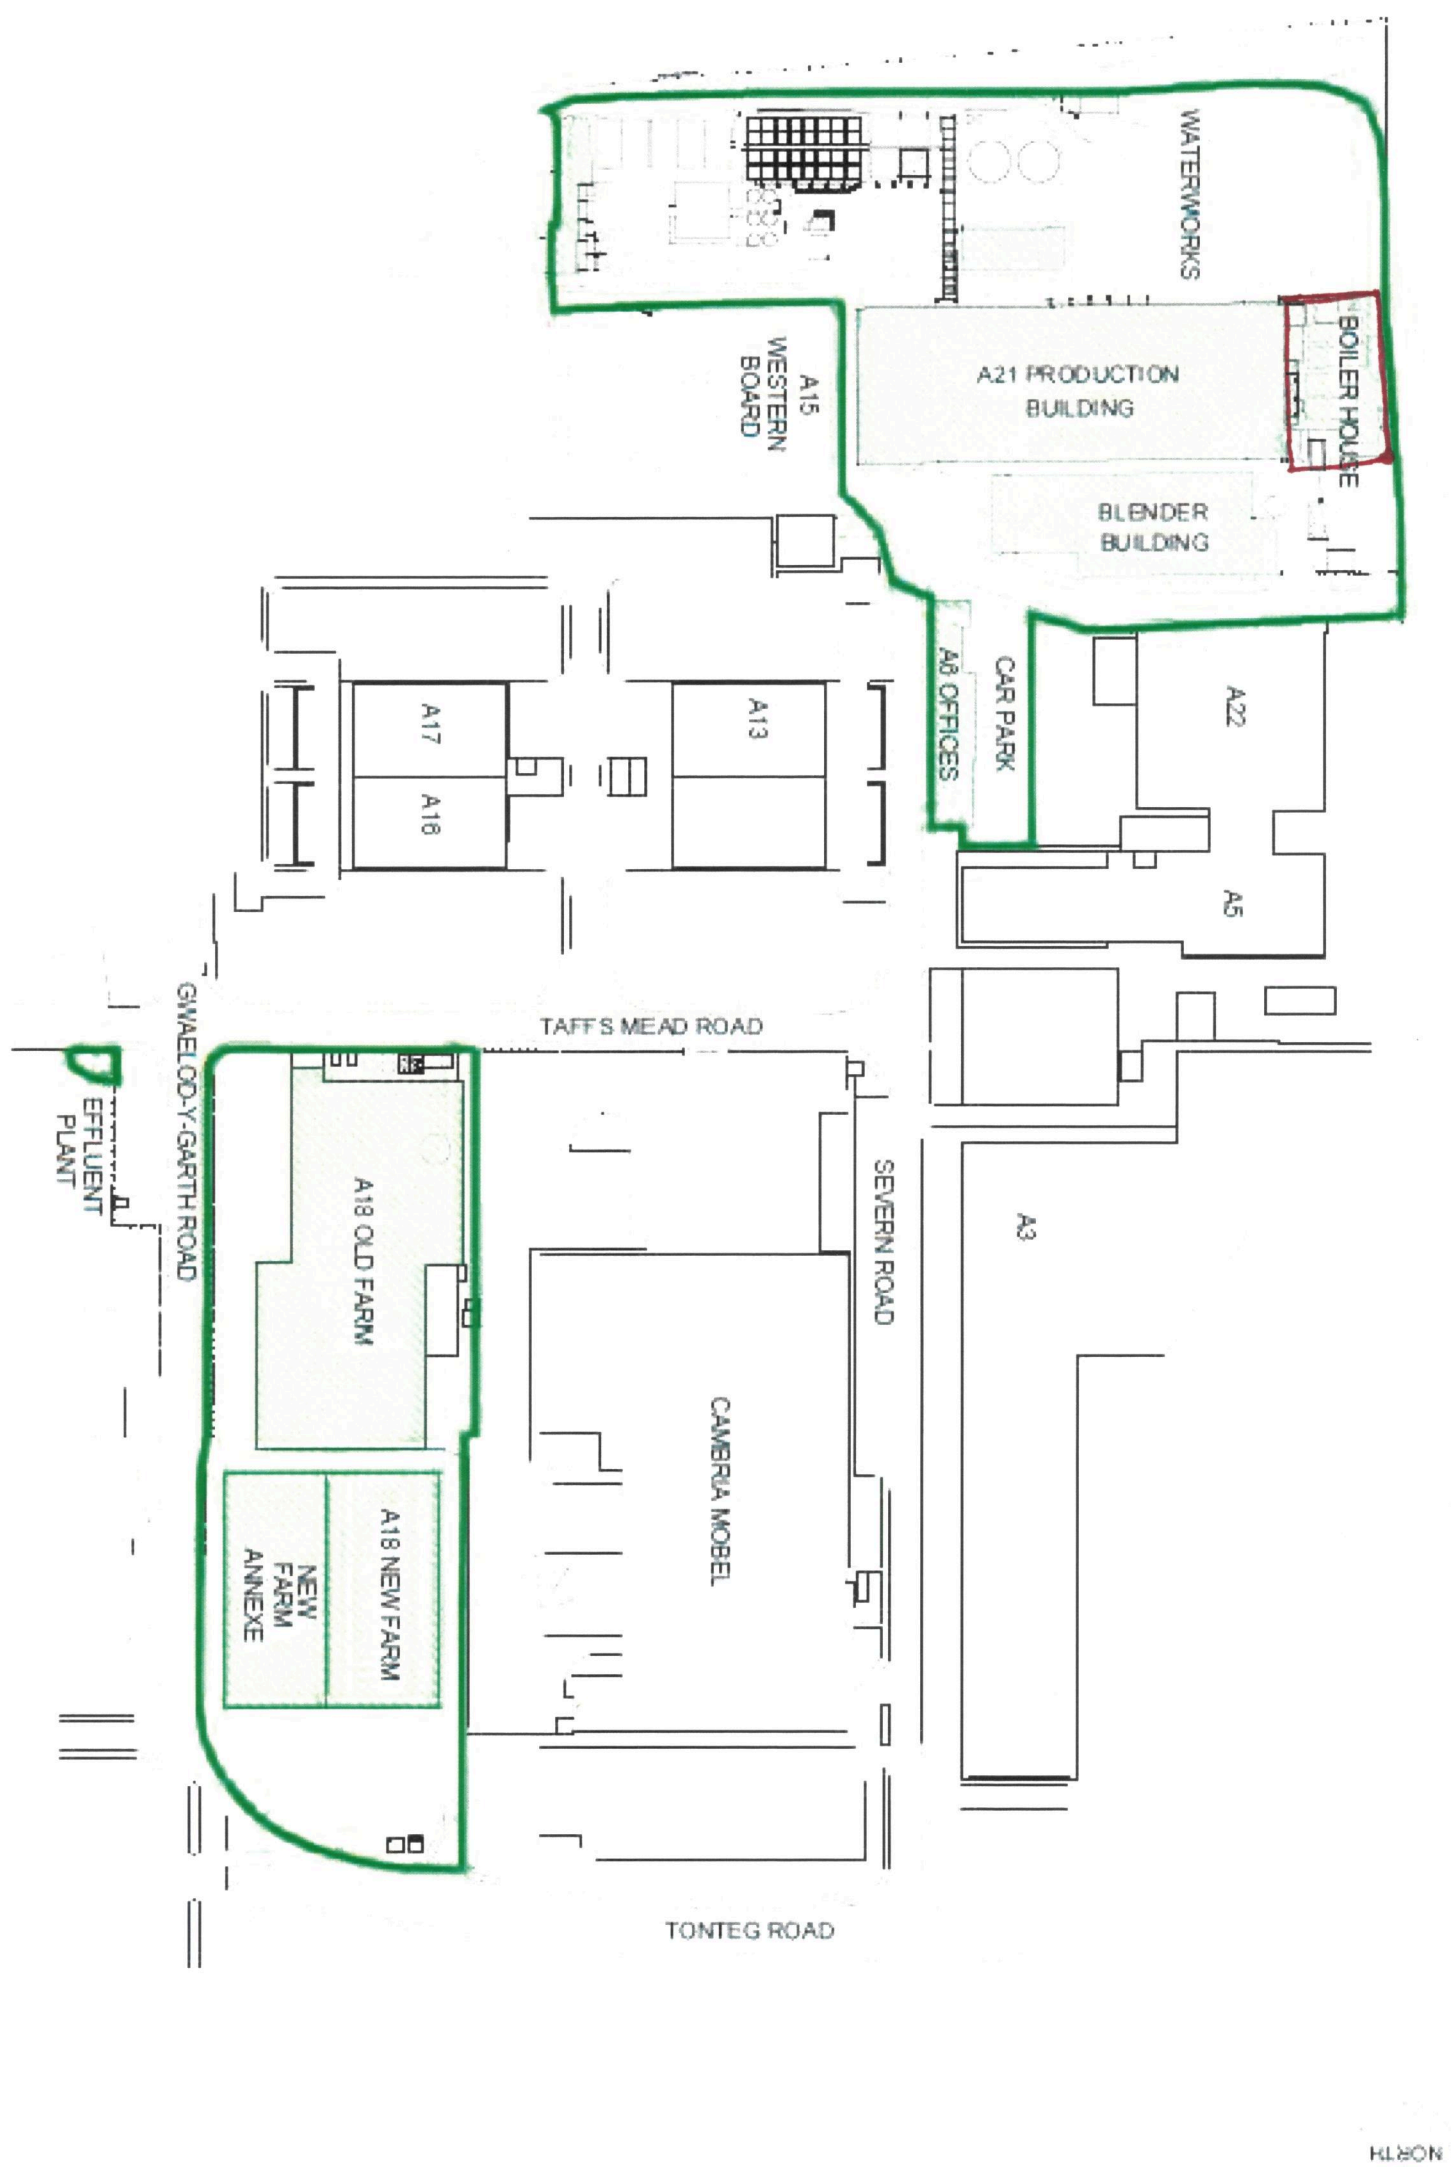 WATERWORKS
BOILER HOUSE
A21 PRODUCTION
BUILDING
A15
WESTERN
BOARD
BLENDER
BUILDING
A6 OFFICES
CAR PARK
A22
A17
A16
A13
A5
TAFFS MEAD ROAD
GWAELOD-Y-GARTH ROAD
EFFLUENT
PLANT
A18 OLD FARM
SEVERN ROAD
A3
CAMBRIA MOBEL
A18 NEW FARM
NEW
FARM
ANNEXE
TONTEG ROAD
NORTH